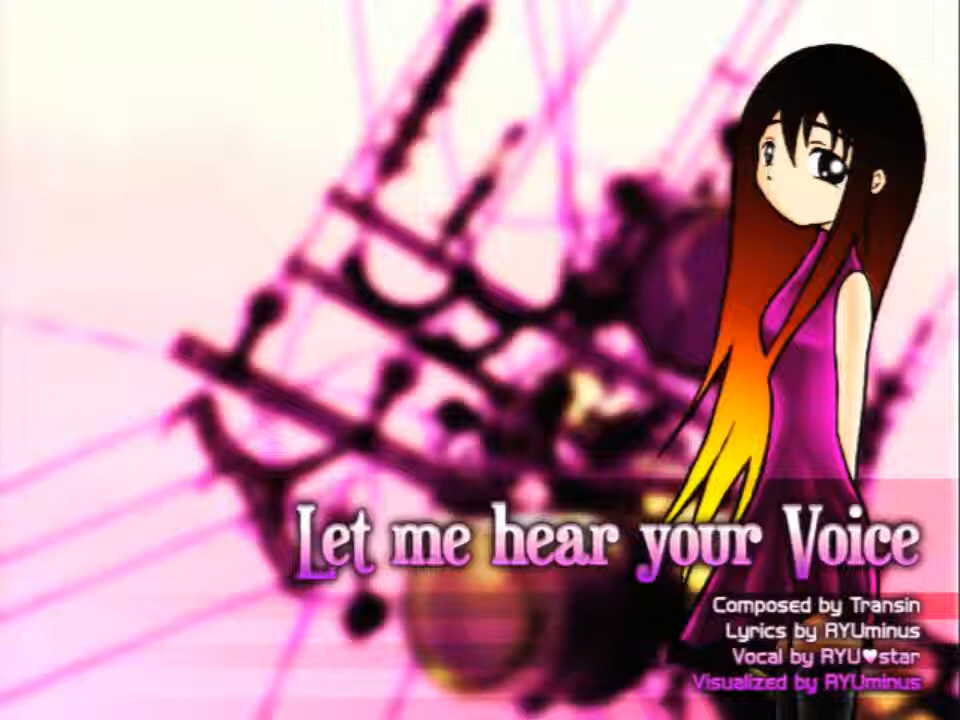 Let me hear your Voice
Composed by Transin
Lyrics by RYUminus
Vocal by RYU♥star
Visualized by RYUminus